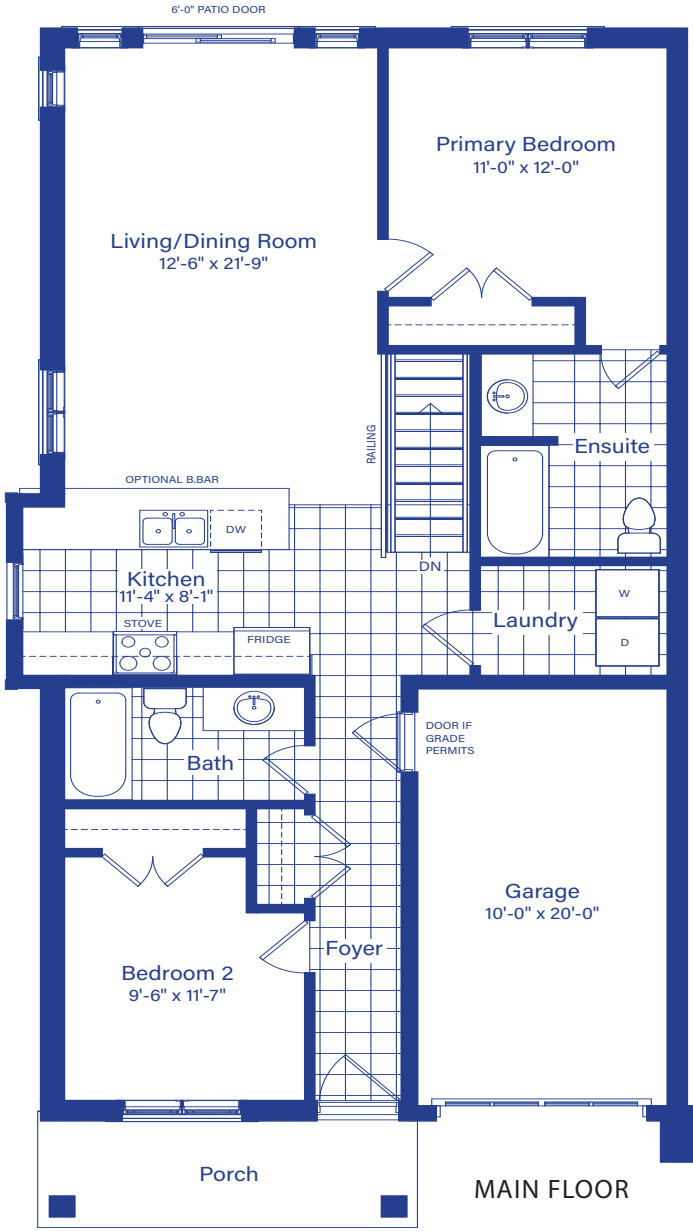 6'-0" PATIO DOOR
Primary Bedroom
11'-0" x 12'-0"
Living/Dining Room
12'-6" x 21'-9"
RAILING
Ensuite
OPTIONAL B.BAR
DW
DN
Kitchen
11'-4" x 8'-1"
STOVE
FRIDGE
Laundry
W
D
DOOR IF
GRADE
PERMITS
Bath
Garage
10'-0" x 20'-0"
Foyer
Bedroom 2
9'-6" x 11'-7"
Porch
MAIN FLOOR